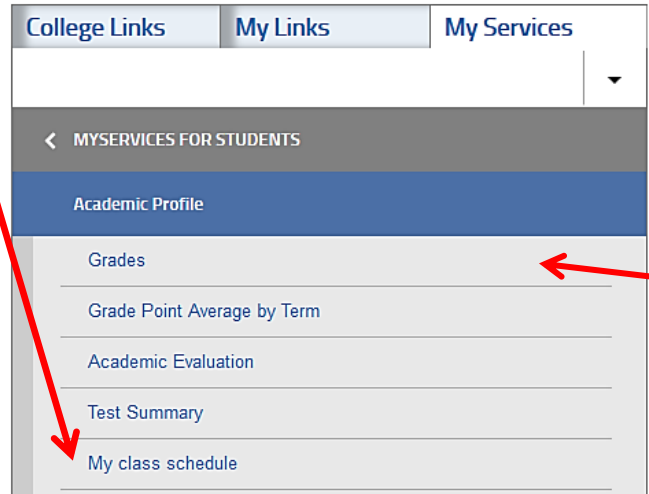 College Links My Links My Services
MYSERVICES FOR STUDENTS
Academic Profile
Grades
Grade Point Average by Term
Academic Evaluation
Test Summary
My class schedule